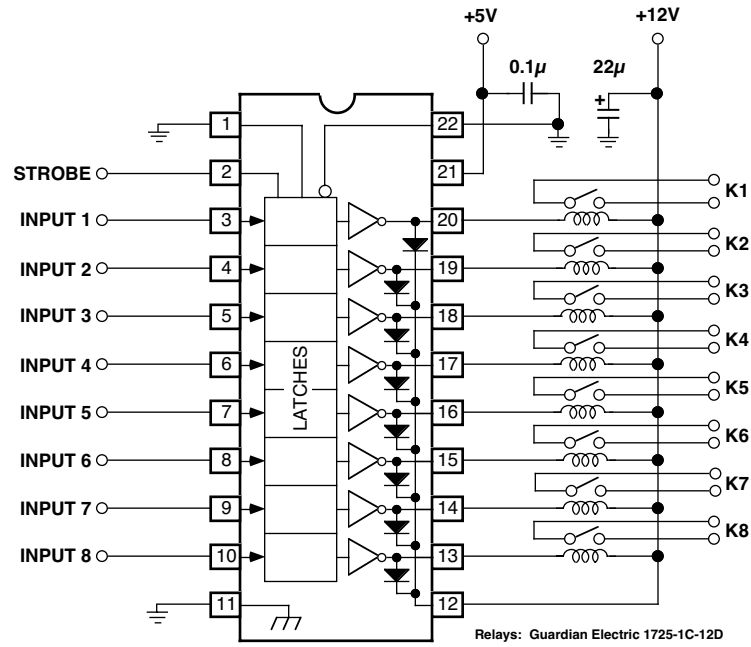 +5V
+12V
0.1µ
22µ
+
1
22
STROBE
2
21
K1
INPUT 1
3
20
K2
INPUT 2
4
19
K3
INPUT 3
5
18
K4
INPUT 4
6
17
LATCHES
K5
INPUT 5
7
16
K6
INPUT 6
8
15
K7
INPUT 7
9
14
K8
INPUT 8
10
13
11
12
Relays: Guardian Electric 1725-1C-12D